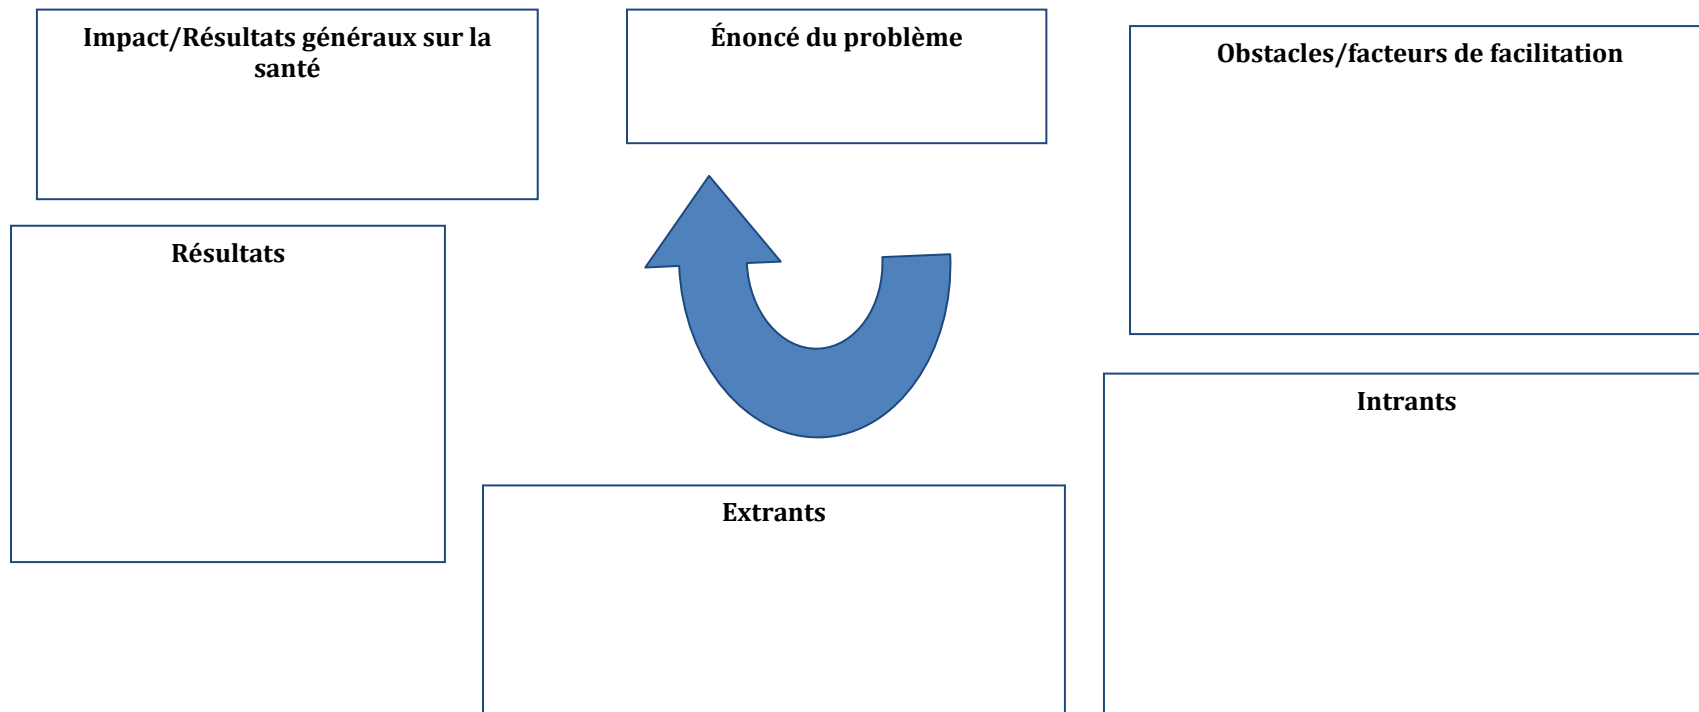 Impact/Résultats généraux sur la
santé
Énoncé du problème
Obstacles/facteurs de facilitation
Résultats
Intrants
Extrants